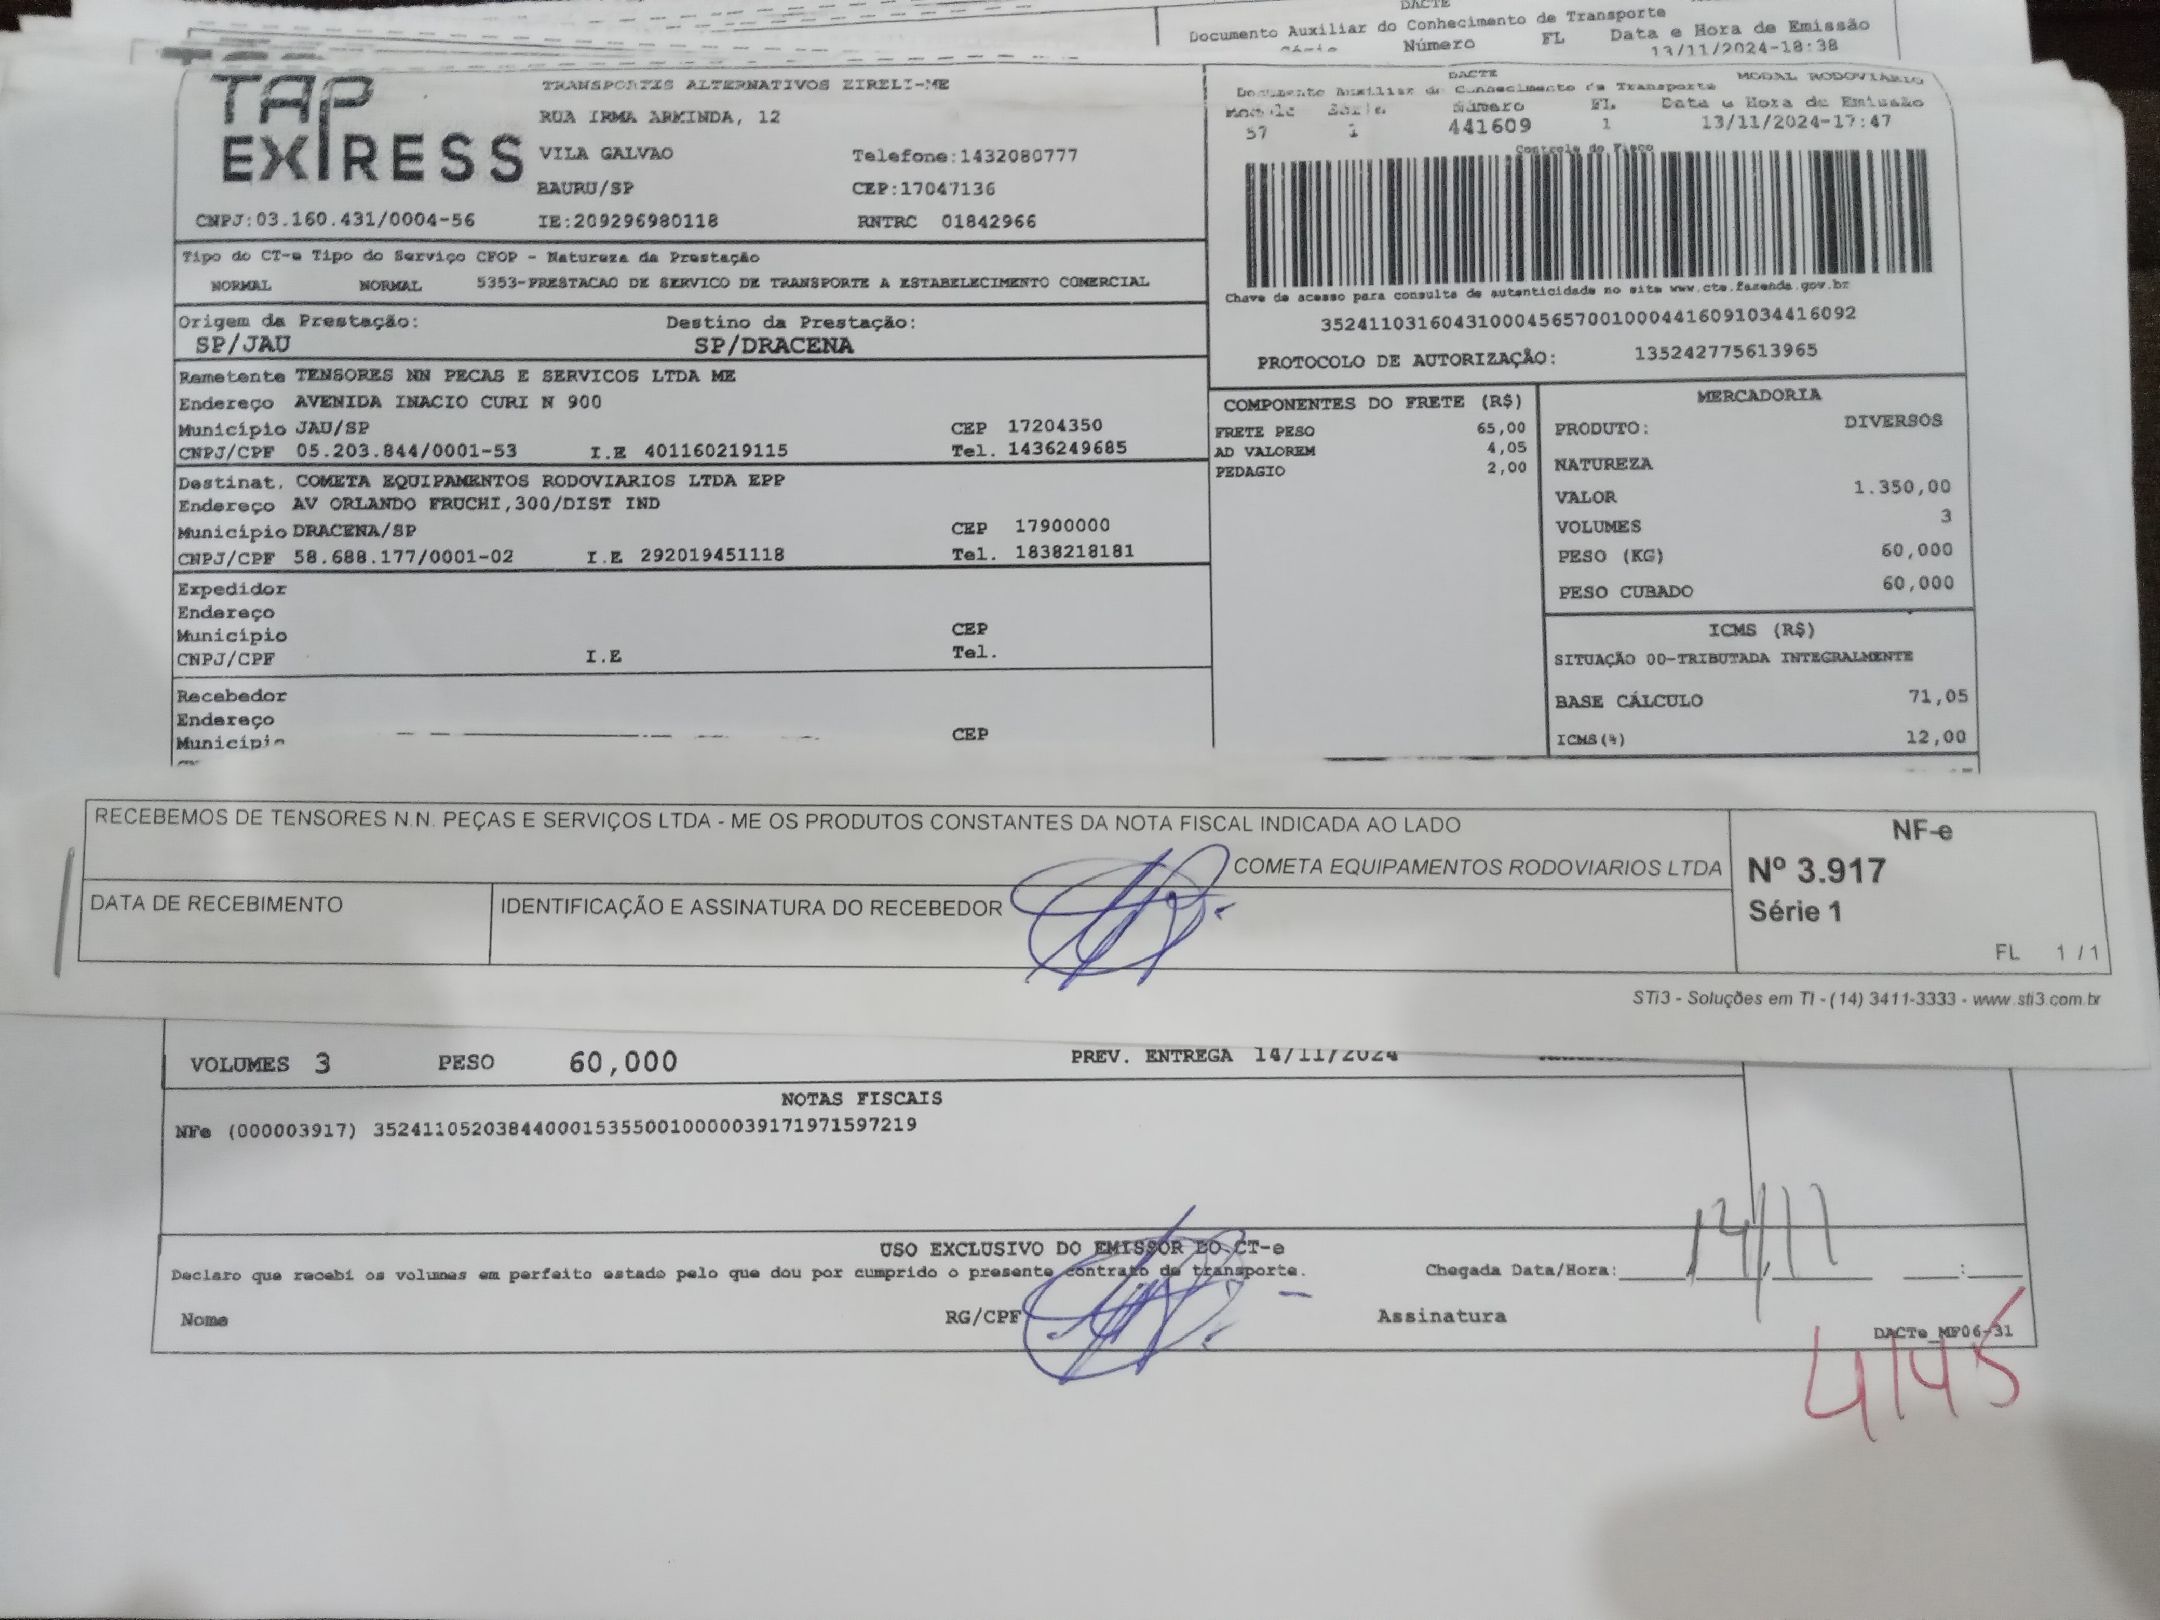 DACTE
Documento Auxiliar do Conhecimento de Transporte
Série Número FL Data e Hora de Emissão
13/11/2024-18:38
TAP EXPRESS
TRANSPORTES ALTERNATIVOS EIRELI-ME
RUA IRMA ARMINDA, 12
VILA GALVAO Telefone:1432080777
BAURU/SP CEP:17047136
CNPJ:03.160.431/0004-56 IE:209296980118 RNTRC 01842966
DACTE MODAL RODOVIÁRIO
Documento Auxiliar do Conhecimento de Transporte
Modelo Série Número FL Data e Hora de Emissão
57 1 441609 1 13/11/2024-17:47
Controle do Fisco
Chave de acesso para consulta de autenticidade no site www.cte.fazenda.gov.br
35241103160431000456570010004416091034416092
PROTOCOLO DE AUTORIZAÇÃO: 135242775613965
Tipo do CT-e Tipo do Serviço CFOP - Natureza da Prestação
NORMAL NORMAL 5353-PRESTACAO DE SERVICO DE TRANSPORTE A ESTABELECIMENTO COMERCIAL
Origem da Prestação: Destino da Prestação:
SP/JAU SP/DRACENA
Remetente TENSORES NN PECAS E SERVICOS LTDA ME
Endereço AVENIDA INACIO CURI N 900
Município JAU/SP CEP 17204350
CNPJ/CPF 05.203.844/0001-53 I.E 401160219115 Tel. 1436249685
Destinat. COMETA EQUIPAMENTOS RODOVIARIOS LTDA EPP
Endereço AV ORLANDO FRUCHI,300/DIST IND
Município DRACENA/SP CEP 17900000
CNPJ/CPF 58.688.177/0001-02 I.E 292019451118 Tel. 1838218181
Expedidor
Endereço
Município CEP
CNPJ/CPF I.E Tel.
Recebedor
Endereço
Município CEP
COMPONENTES DO FRETE (R$)
FRETE PESO 65,00
AD VALOREM 4,05
PEDAGIO 2,00
MERCADORIA
PRODUTO: DIVERSOS
NATUREZA
VALOR 1.350,00
VOLUMES 3
PESO (KG) 60,000
PESO CUBADO 60,000
ICMS (R$)
SITUAÇÃO 00-TRIBUTADA INTEGRALMENTE
BASE CÁLCULO 71,05
ICMS(%) 12,00
RECEBEMOS DE TENSORES N.N. PEÇAS E SERVIÇOS LTDA - ME OS PRODUTOS CONSTANTES DA NOTA FISCAL INDICADA AO LADO
COMETA EQUIPAMENTOS RODOVIARIOS LTDA
DATA DE RECEBIMENTO IDENTIFICAÇÃO E ASSINATURA DO RECEBEDOR
NF-e
Nº 3.917
Série 1
FL 1 / 1
STi3 - Soluções em TI - (14) 3411-3333 - www.sti3.com.br
VOLUMES 3 PESO 60,000 PREV. ENTREGA 14/11/2024
NOTAS FISCAIS
NFe (000003917) 35241105203844000153550010000039171971597219
USO EXCLUSIVO DO EMISSOR DO CT-e
Declaro que recebi os volumes em perfeito estado pelo que dou por cumprido o presente contrato de transporte.
Chegada Data/Hora: 14/11 :
Nome RG/CPF Assinatura
DACTe_MF06-31
4145